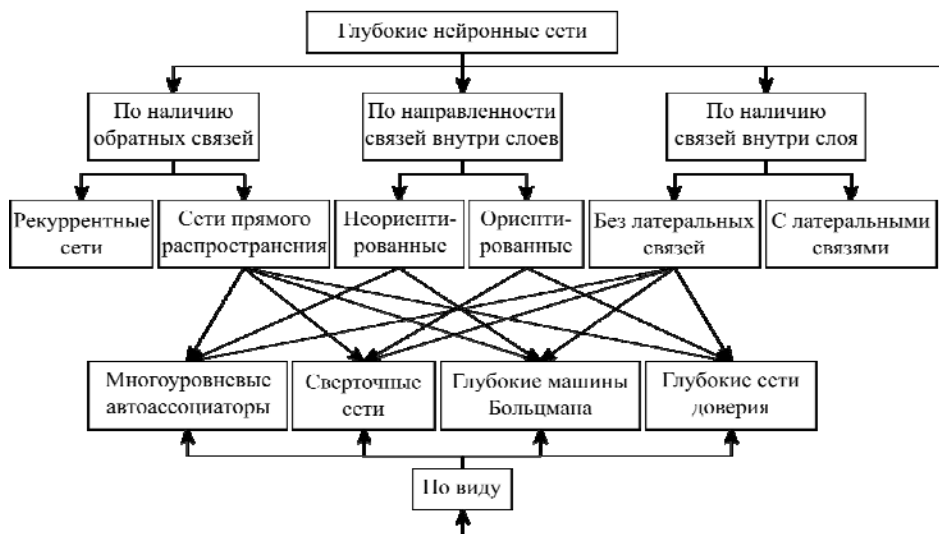 Глубокие нейронные сети
По наличию
обратных связей
По направленности
связей внутри слоев
По наличию
связей внутри слоя
Рекуррентные
сети
Сети прямого
распространения
Неориенти-
рованные
Ориенти-
рованные
Без латеральных
связей
С латеральными
связями
Многоуровневые
автоассоциаторы
Сверточные
сети
Глубокие машины
Больцмана
Глубокие сети
доверия
По виду